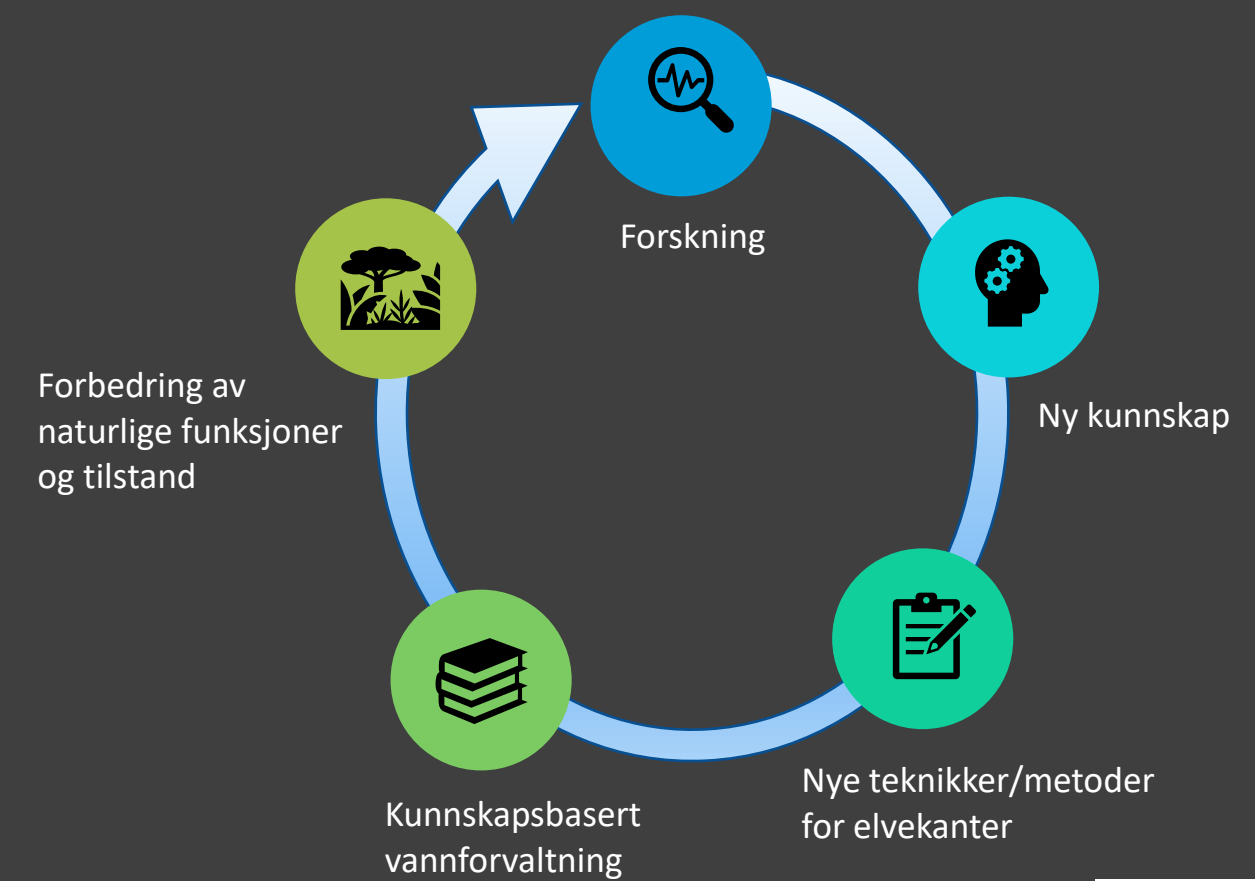 Forskning
Ny kunnskap
Nye teknikker/metoder
for elvekanter
Kunnskapsbasert
vannforvaltning
Forbedring av
naturlige funksjoner
og tilstand